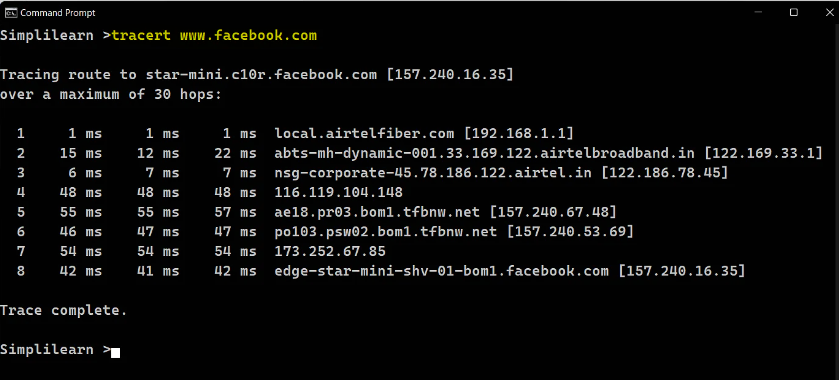 Command Prompt
Simplilearn >tracert www.facebook.com
Tracing route to star-mini.c10r.facebook.com [157.240.16.35]
over a maximum of 30 hops:
1 1 ms 1 ms 1 ms local.airtelfiber.com [192.168.1.1]
2 15 ms 12 ms 22 ms abts-mh-dynamic-001.33.169.122.airtelbroadband.in [122.169.33.1]
3 6 ms 7 ms 7 ms nsg-corporate-45.78.186.122.airtel.in [122.186.78.45]
4 48 ms 48 ms 48 ms 116.119.104.148
5 55 ms 55 ms 57 ms ae18.pr03.bom1.tfbnw.net [157.240.67.48]
6 46 ms 47 ms 47 ms po103.psw02.bom1.tfbnw.net [157.240.53.69]
7 54 ms 54 ms 54 ms 173.252.67.85
8 42 ms 41 ms 42 ms edge-star-mini-shv-01-bom1.facebook.com [157.240.16.35]
Trace complete.
Simplilearn >